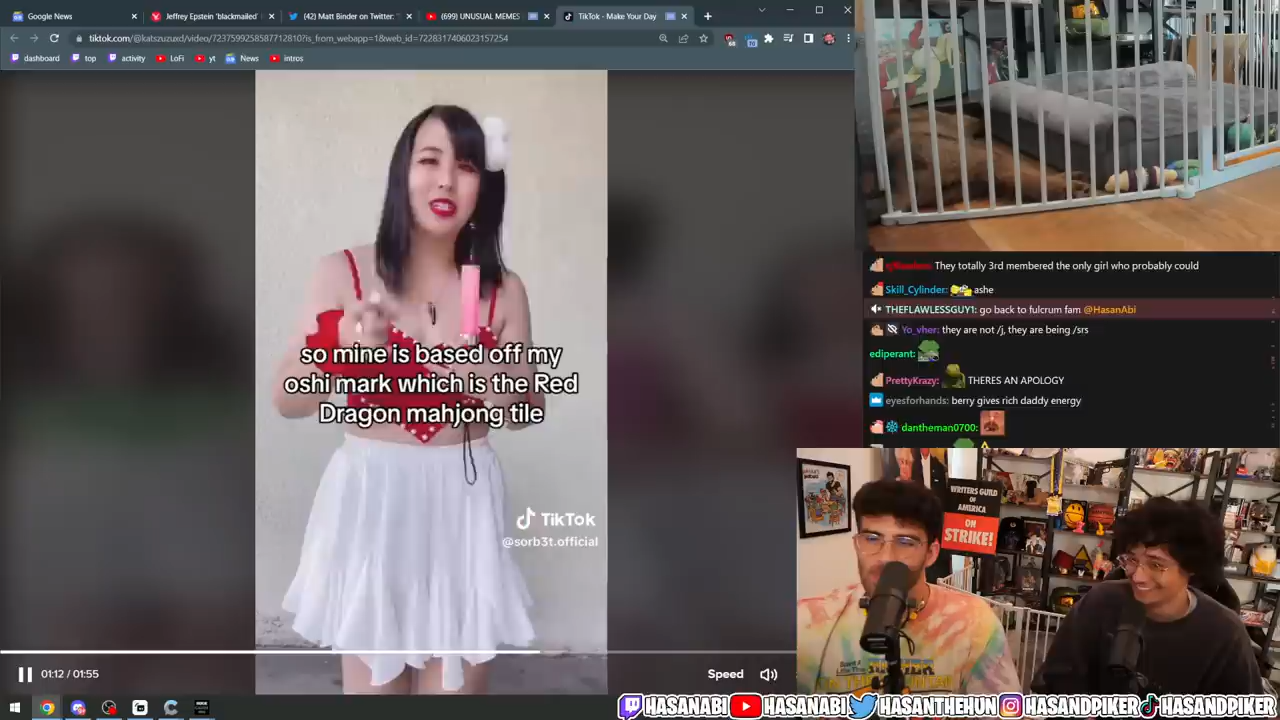 Google News
Jeffrey Epstein 'blackmailed'
(42) Matt Binder on Twitter: "
(699) UNUSUAL MEMES
TikTok - Make Your Day
tiktok.com/@katszuzuxd/video/7237599258587712810?is_from_webapp=1&web_id=7228317406023157254
dashboard
top
activity
LoFi
yt
News
intros
so mine is based off my
oshi mark which is the Red
Dragon mahjong tile
TikTok
@sorb3t.official
01:12 / 01:55
Speed
They totally 3rd membered the only girl who probably could
Skill_Cylinder: ashe
THEFLAWLESSGUY1: go back to fulcrum fam @HasanAbi
Yo_vher: they are not /j, they are being /srs
ediperant:
PrettyKrazy: THERES AN APOLOGY
eyesforhands: berry gives rich daddy energy
dantheman0700:
WRITERS GUILD
OF
AMERICA
ON
STRIKE!
HASANABI HASANABI HASANTHEHUN HASANDPIKER HASANDPIKER